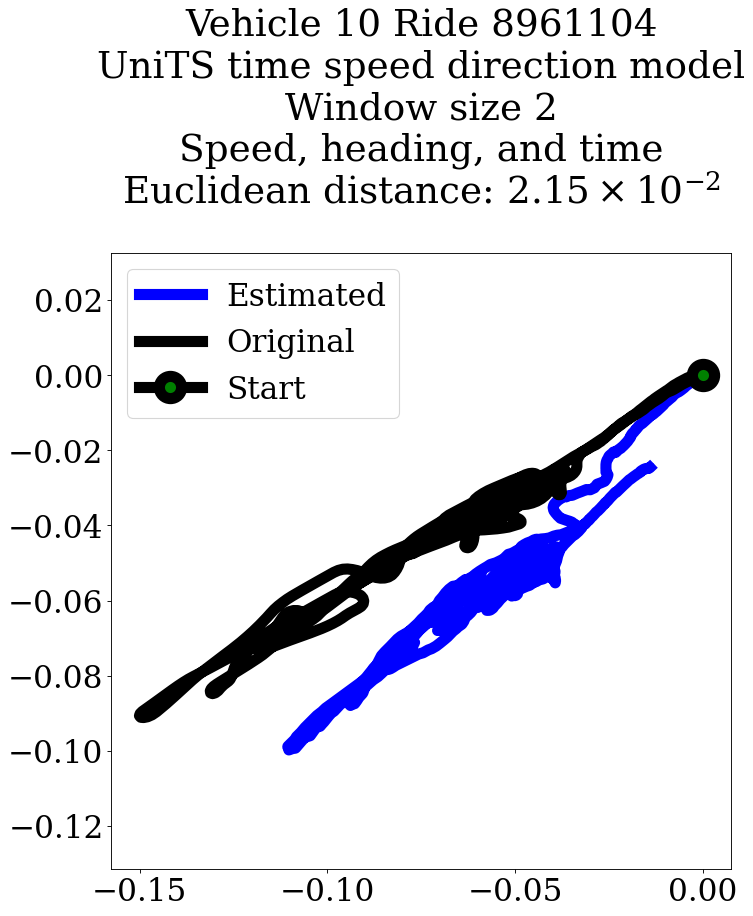 Vehicle 10 Ride 8961104
UniTS time speed direction model
Window size 2
Speed, heading, and time
Euclidean distance: 2.15 × 10⁻²
Estimated
Original
Start
0.02
0.00
−0.02
−0.04
−0.06
−0.08
−0.10
−0.12
−0.15 −0.10 −0.05 0.00